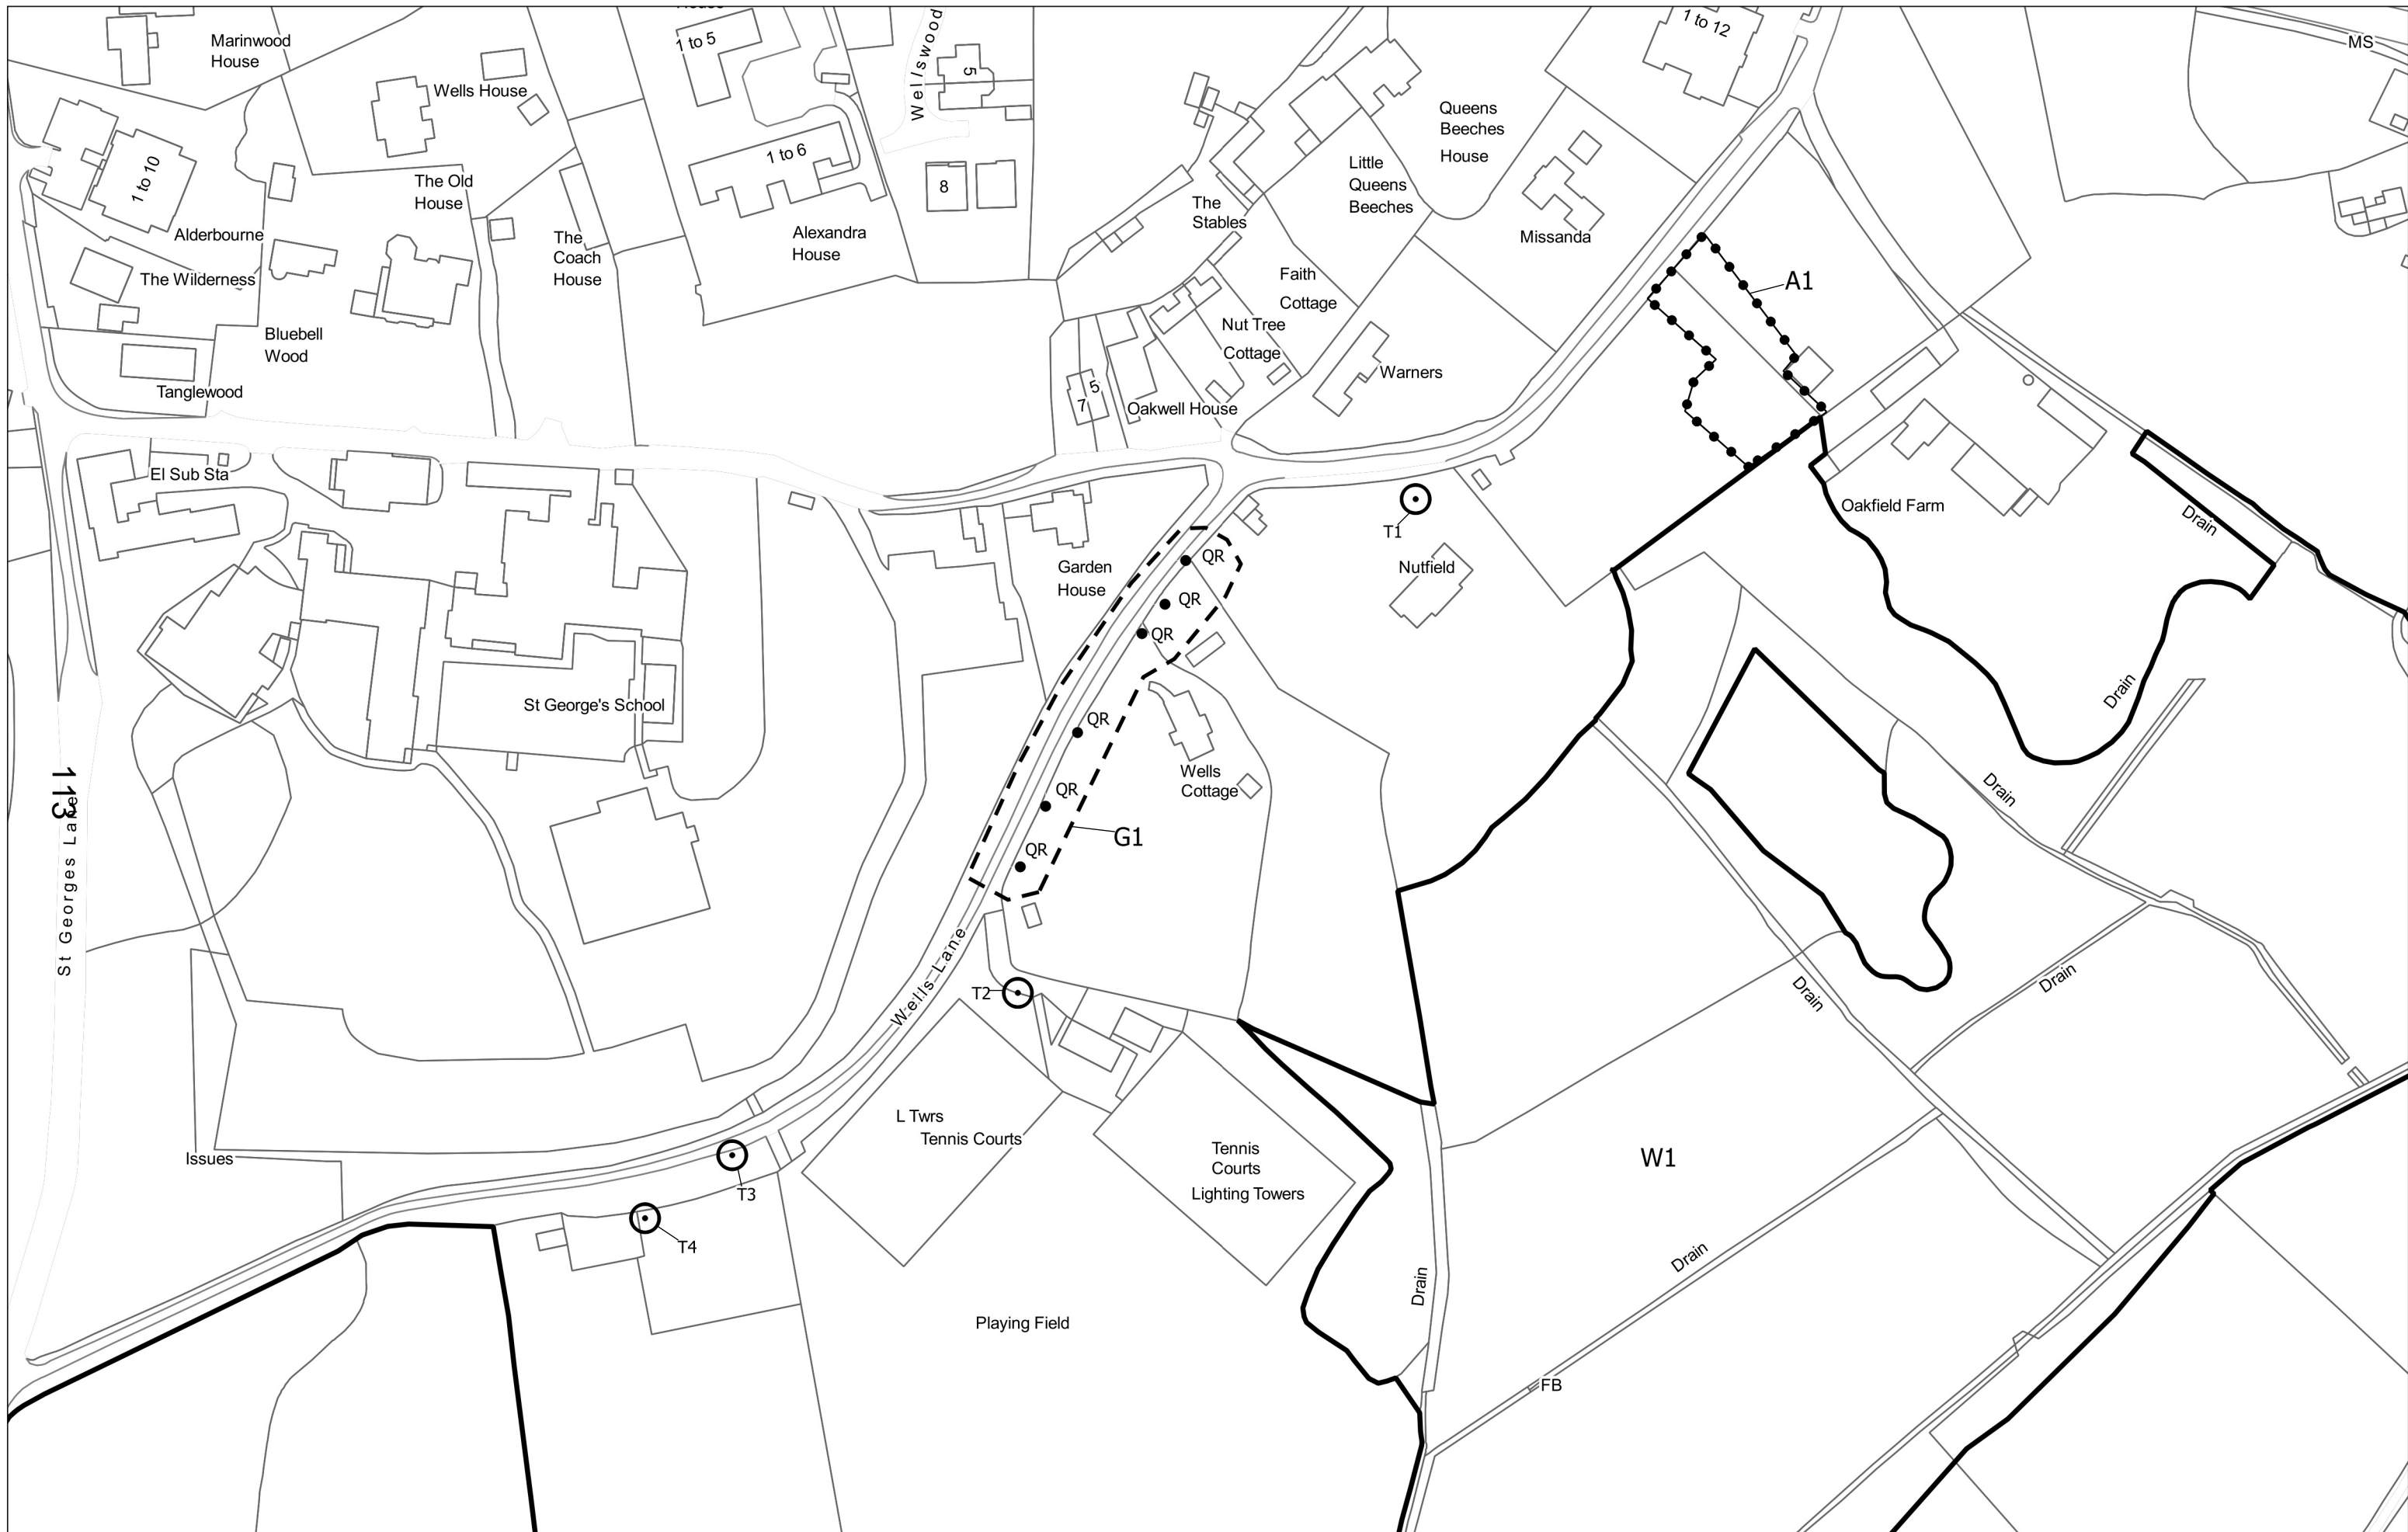 Marinwood
House
Wells House
1 to 5
Wellswood
5
1 to 12
MS
1 to 10
The Old
House
1 to 6
8
Queens
Beeches
House
Little
Queens
Beeches
The
Stables
Missanda
Alderbourne
The Wilderness
The
Coach
House
Alexandra
House
Faith
Cottage
A1
Bluebell
Wood
Nut Tree
Cottage
Tanglewood
7
5
Oakwell House
Warners
El Sub Sta
T1
Oakfield Farm
Drain
Garden
House
QR
QR
QR
Nutfield
St George's School
QR
Drain
113
St Georges Lane
Wells
Cottage
QR
G1
QR
Drain
Wells Lane
T2
Drain
Drain
L Twrs
Tennis Courts
Tennis
Courts
Lighting Towers
W1
Issues
T3
T4
Drain
Drain
Playing Field
FB